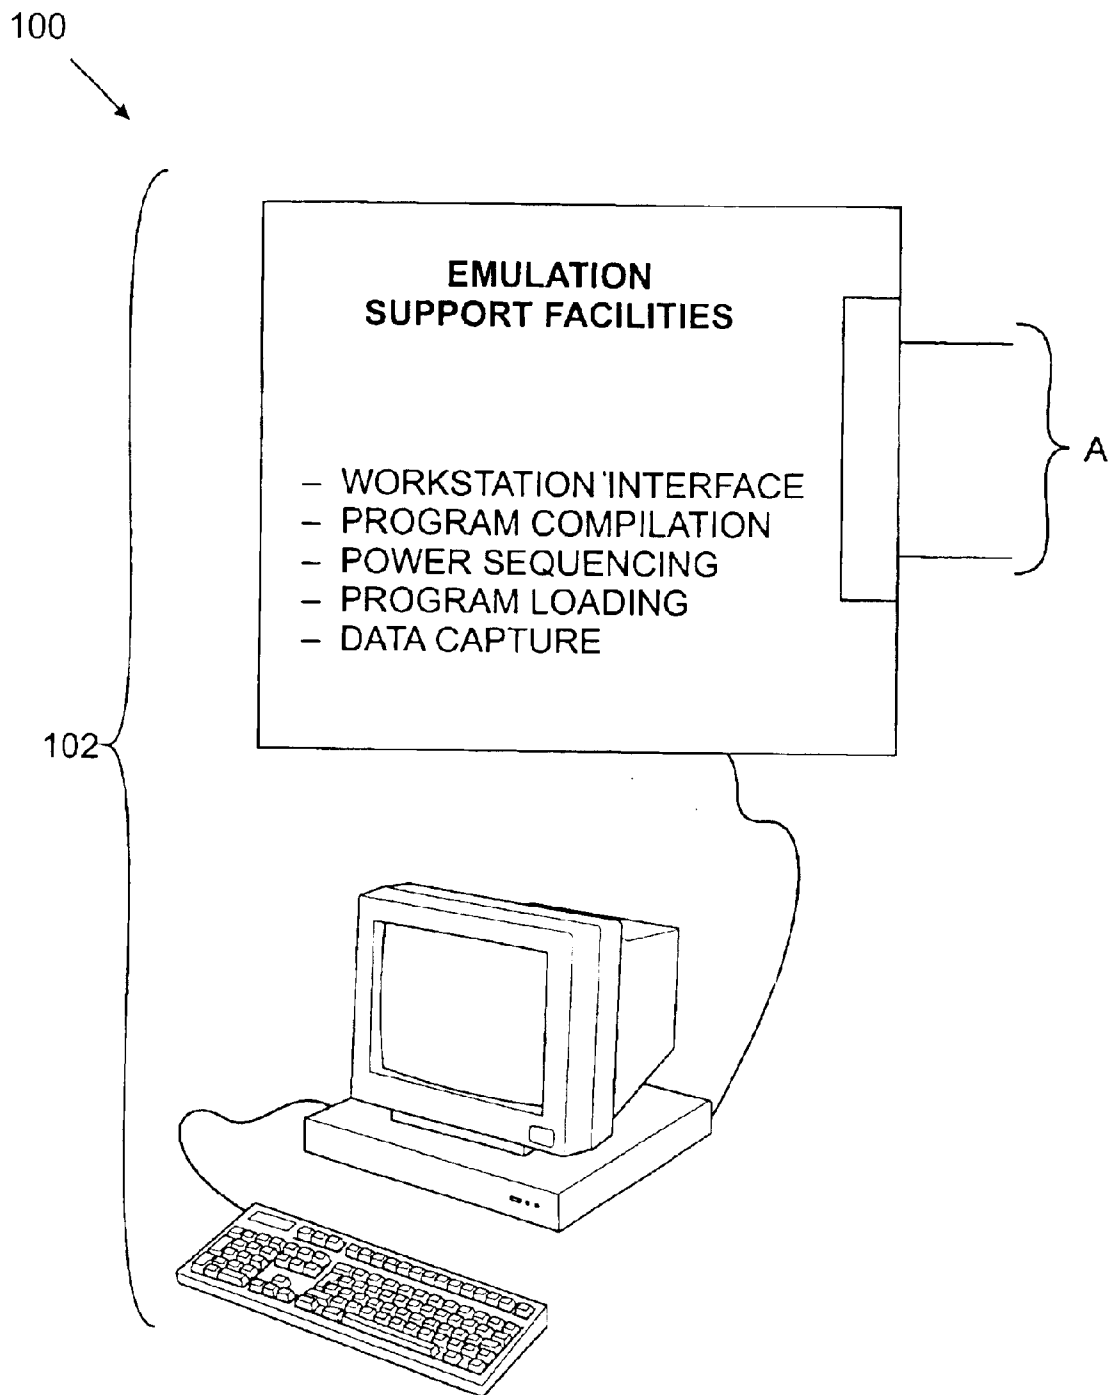 100
EMULATION
SUPPORT FACILITIES
– WORKSTATION INTERFACE
– PROGRAM COMPILATION
– POWER SEQUENCING
– PROGRAM LOADING
– DATA CAPTURE
A
102